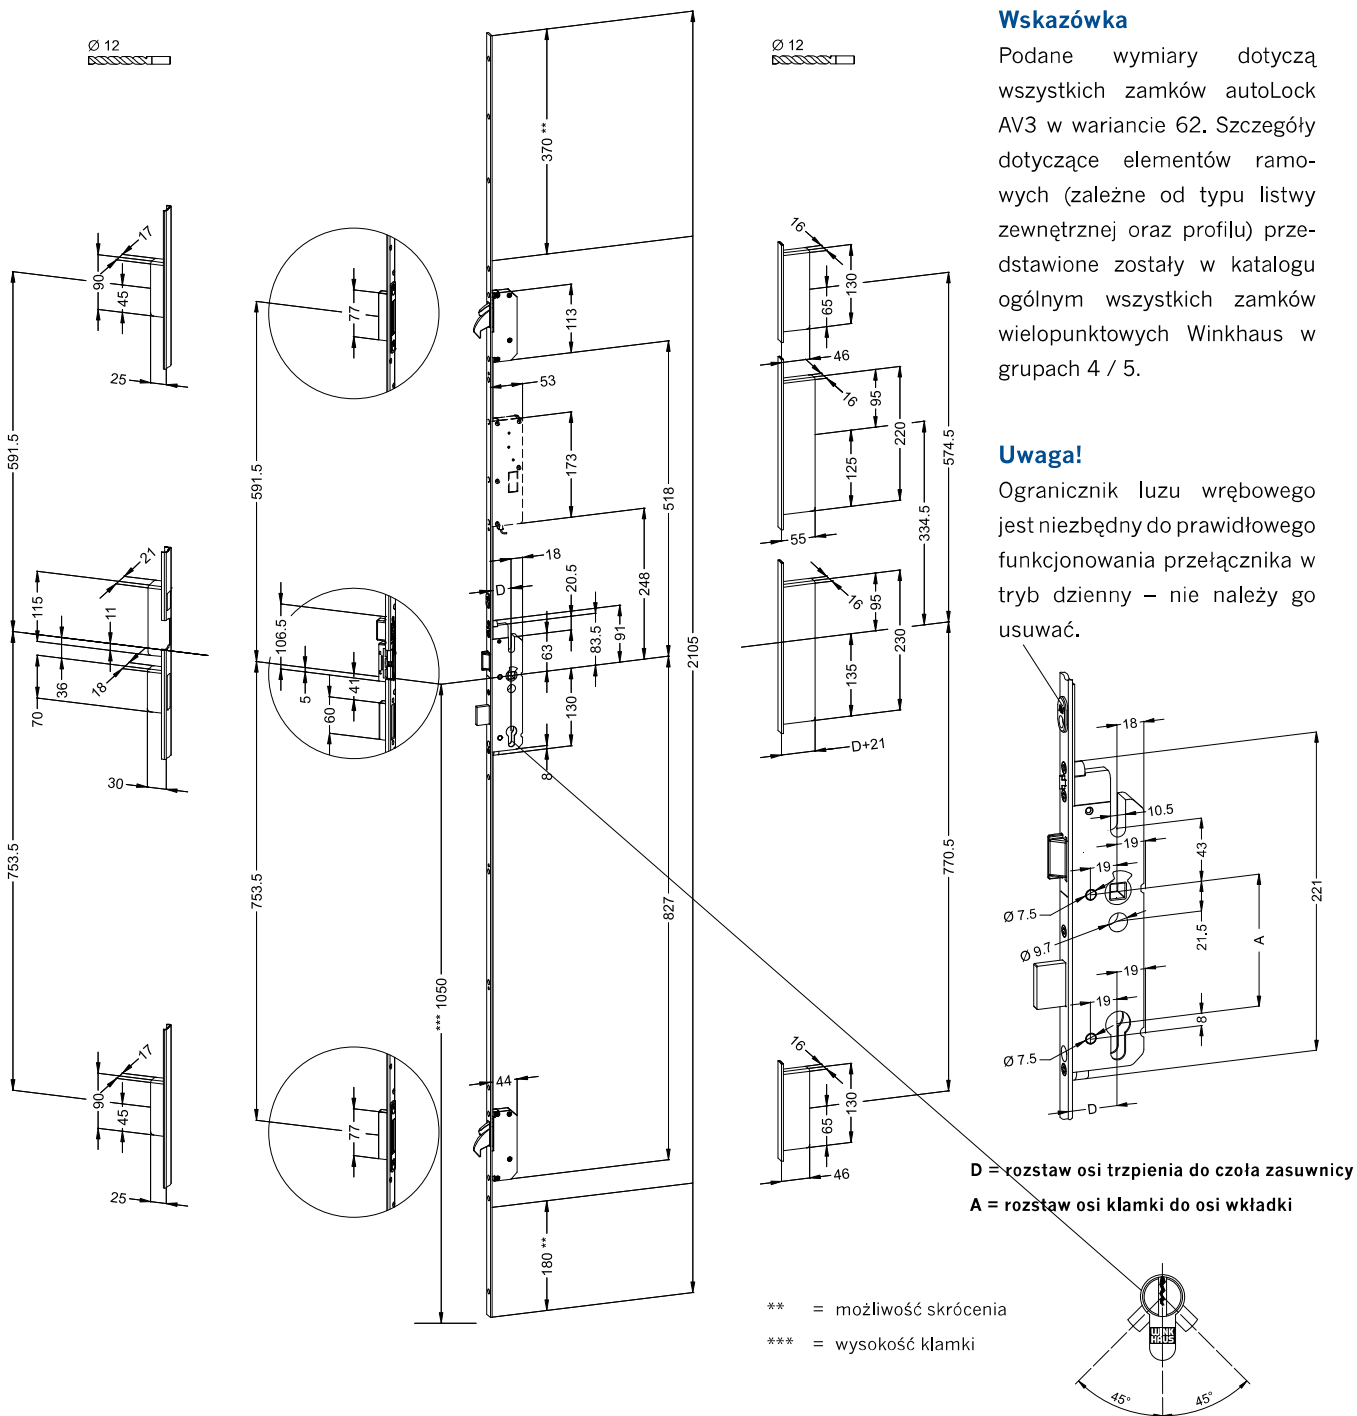 Wskazówka
Podane wymiary dotyczą
wszystkich zamków autoLock
AV3 w wariancie 62. Szczegóły
dotyczące elementów ramo-
wych (zależne od typu listwy
zewnętrznej oraz profilu) prze-
dstawione zostały w katalogu
ogólnym wszystkich zamków
wielopunktowych Winkhaus w
grupach 4 / 5.
Uwaga!
Ogranicznik luzu wrębowego
jest niezbędny do prawidłowego
funkcjonowania przełącznika w
tryb dzienny – nie należy go
usuwać.
Ø 12
17
90
45
25
591.5
21
115
11
36
18
70
30
753.5
17
90
45
25
77
591.5
106.5
5
41
60
753.5
77
370 **
113
53
173
518
18
D
20.5
248
63
83.5
91
2105
130
8
827
*** 1050
44
180 **
Ø 12
16
130
65
46
16
95
220
125
55
574.5
334.5
16
95
230
135
D+21
770.5
16
130
65
46
18
10.5
19
43
19
221
Ø 7.5
Ø 9.7
21.5
A
19
19
8
Ø 7.5
D
D = rozstaw osi trzpienia do czoła zasuwnicy
A = rozstaw osi klamki do osi wkładki
** = możliwość skrócenia
*** = wysokość klamki
WINK
HAUS
45°
45°